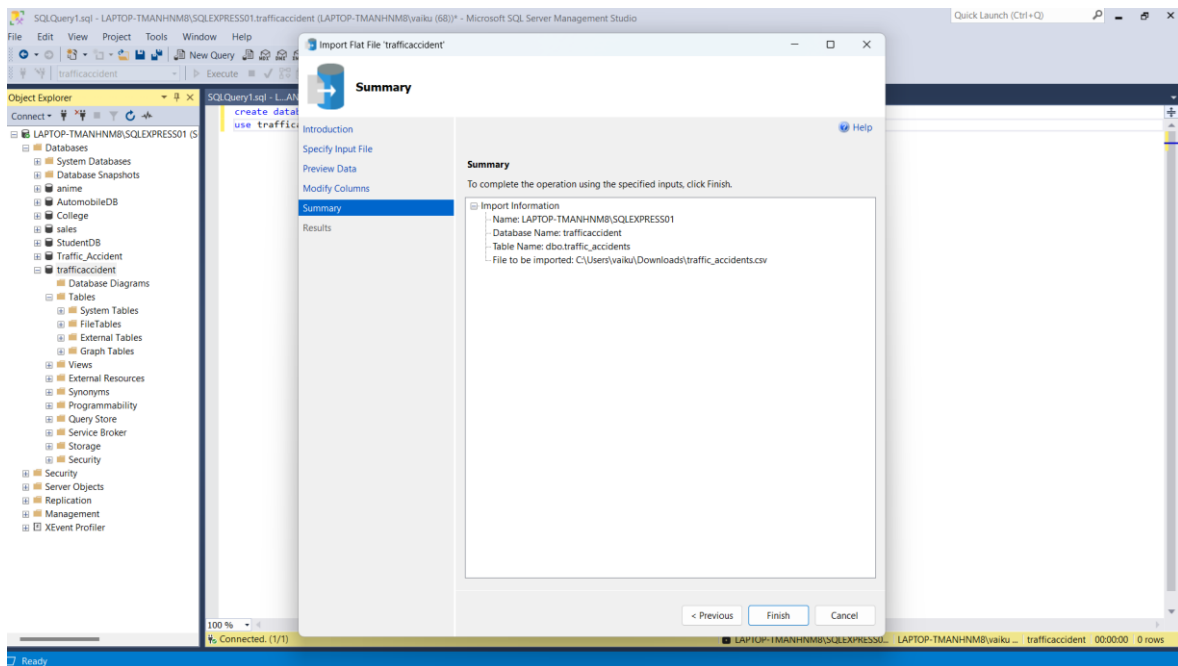 SQLQuery1.sql - LAPTOP-TMANHNM8\SQLEXPRESS01.trafficaccident (LAPTOP-TMANHNM8\vaiku (68))* - Microsoft SQL Server Management Studio
Quick Launch (Ctrl+Q)
File Edit View Project Tools Window Help
New Query
trafficaccident
Execute
Object Explorer
SQLQuery1.sql - L...AN
Connect
create datab
use traffica
LAPTOP-TMANHNM8\SQLEXPRESS01 (S
Databases
System Databases
Database Snapshots
anime
AutomobileDB
College
sales
StudentDB
Traffic_Accident
trafficaccident
Database Diagrams
Tables
System Tables
FileTables
External Tables
Graph Tables
Views
External Resources
Synonyms
Programmability
Query Store
Service Broker
Storage
Security
Security
Server Objects
Replication
Management
XEvent Profiler
Import Flat File 'trafficaccident'
Summary
Help
Introduction
Specify Input File
Preview Data
Modify Columns
Summary
Results
Summary
To complete the operation using the specified inputs, click Finish.
Import Information
Name: LAPTOP-TMANHNM8\SQLEXPRESS01
Database Name: trafficaccident
Table Name: dbo.traffic_accidents
File to be imported: C:\Users\vaiku\Downloads\traffic_accidents.csv
< Previous Finish Cancel
100 %
Connected. (1/1)
LAPTOP-TMANHNM8\SQLEXPRESS0... LAPTOP-TMANHNM8\vaiku ... trafficaccident 00:00:00 0 rows
Ready